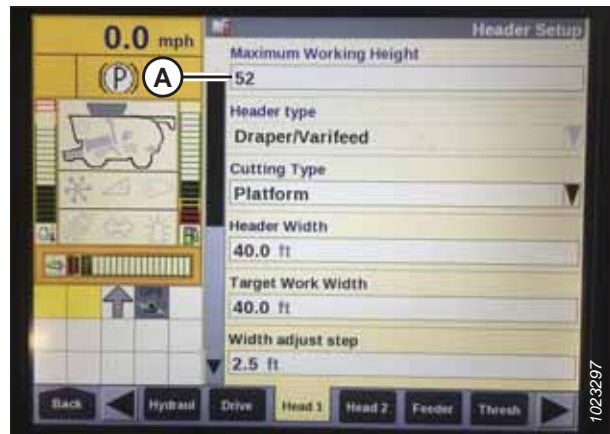 Header Setup
0.0 mph
(P)
A
Maximum Working Height
52
Header type
Draper/Varifeed
Cutting Type
Platform
Header Width
40.0 ft
Target Work Width
40.0 ft
Width adjust step
2.5 ft
Back
Hydraul
Drive
Head 1
Head 2
Feeder
Thresh
1023297